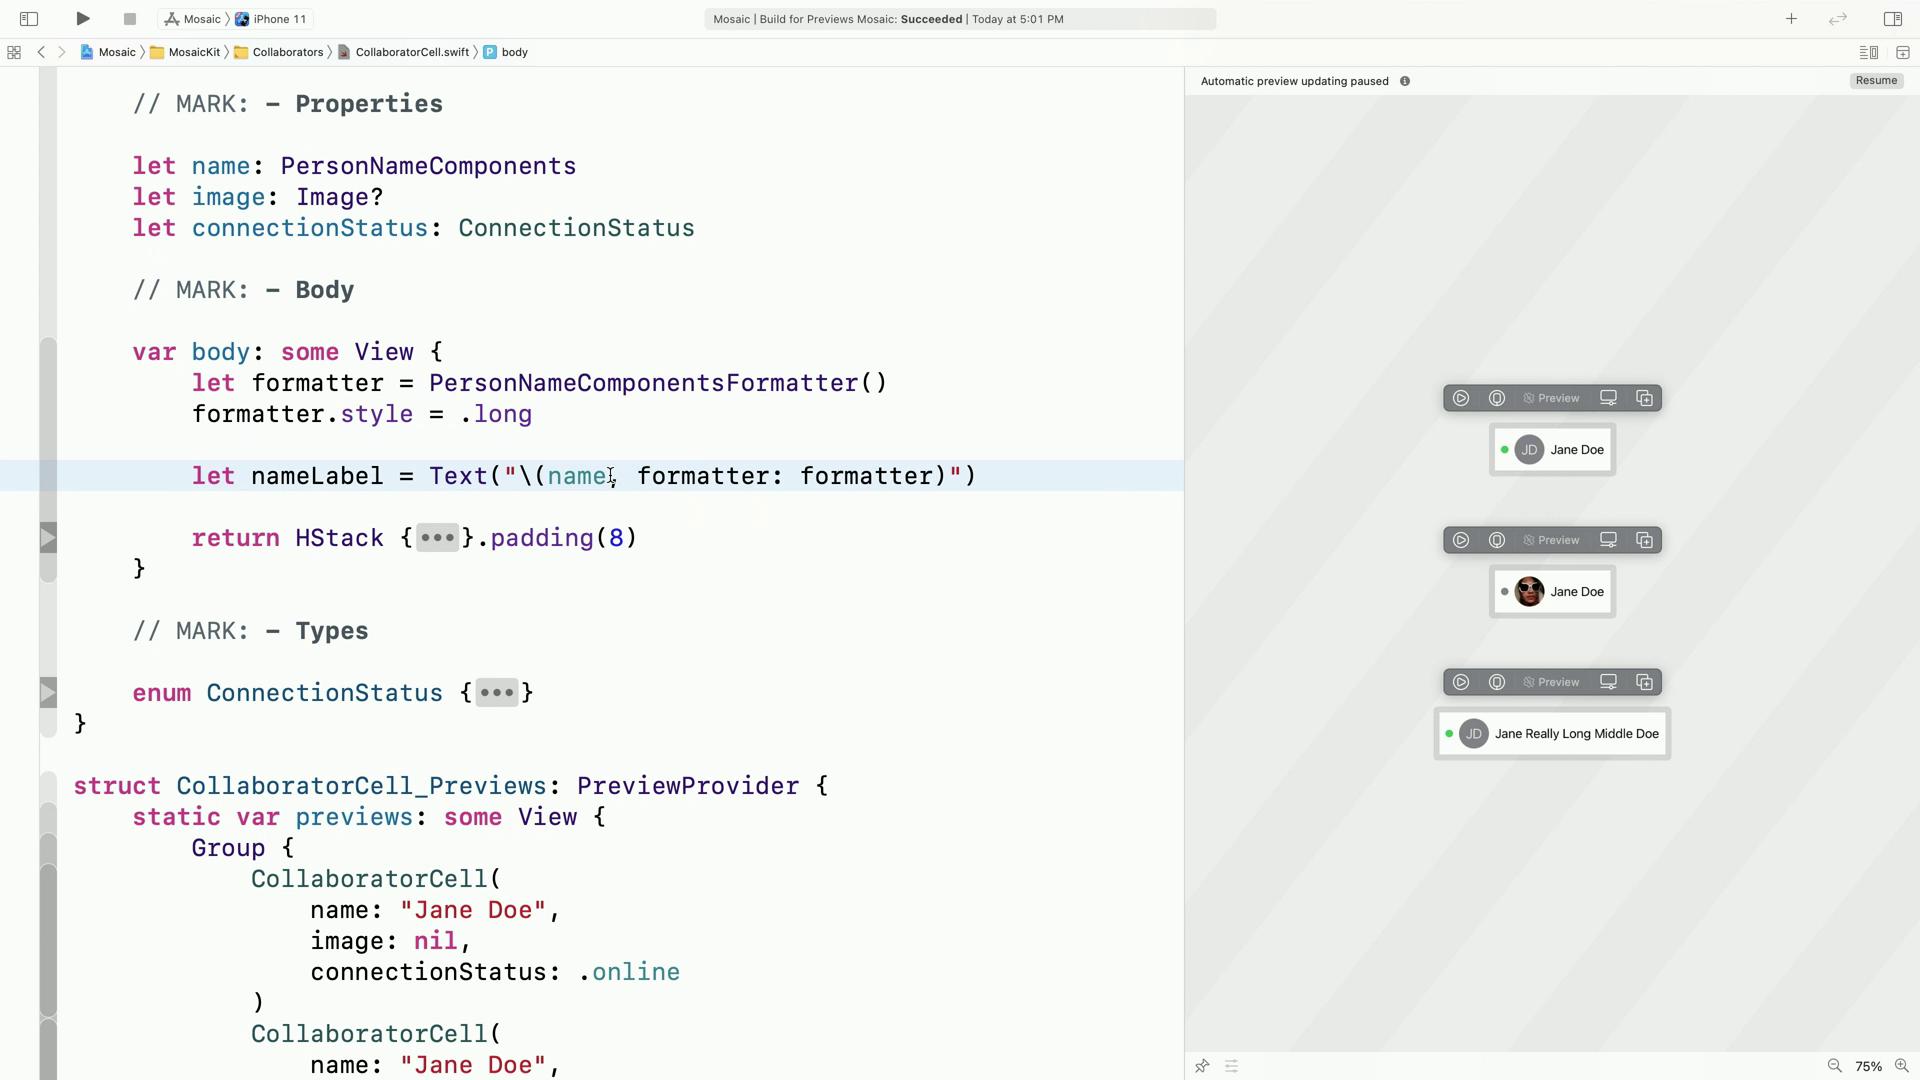 Mosaic 〉 iPhone 11
Mosaic | Build for Previews Mosaic: Succeeded | Today at 5:01 PM
Mosaic 〉 MosaicKit 〉 Collaborators 〉 CollaboratorCell.swift 〉 P body
// MARK: – Properties
let name: PersonNameComponents
let image: Image?
let connectionStatus: ConnectionStatus
// MARK: – Body
var body: some View {
let formatter = PersonNameComponentsFormatter()
formatter.style = .long
let nameLabel = Text("\(name, formatter: formatter)")
return HStack {•••}.padding(8)
}
// MARK: – Types
enum ConnectionStatus {•••}
}
struct CollaboratorCell_Previews: PreviewProvider {
static var previews: some View {
Group {
CollaboratorCell(
name: "Jane Doe",
image: nil,
connectionStatus: .online
)
CollaboratorCell(
name: "Jane Doe",
Automatic preview updating paused
Resume
Preview
JD Jane Doe
Preview
Jane Doe
Preview
JD Jane Really Long Middle Doe
75%